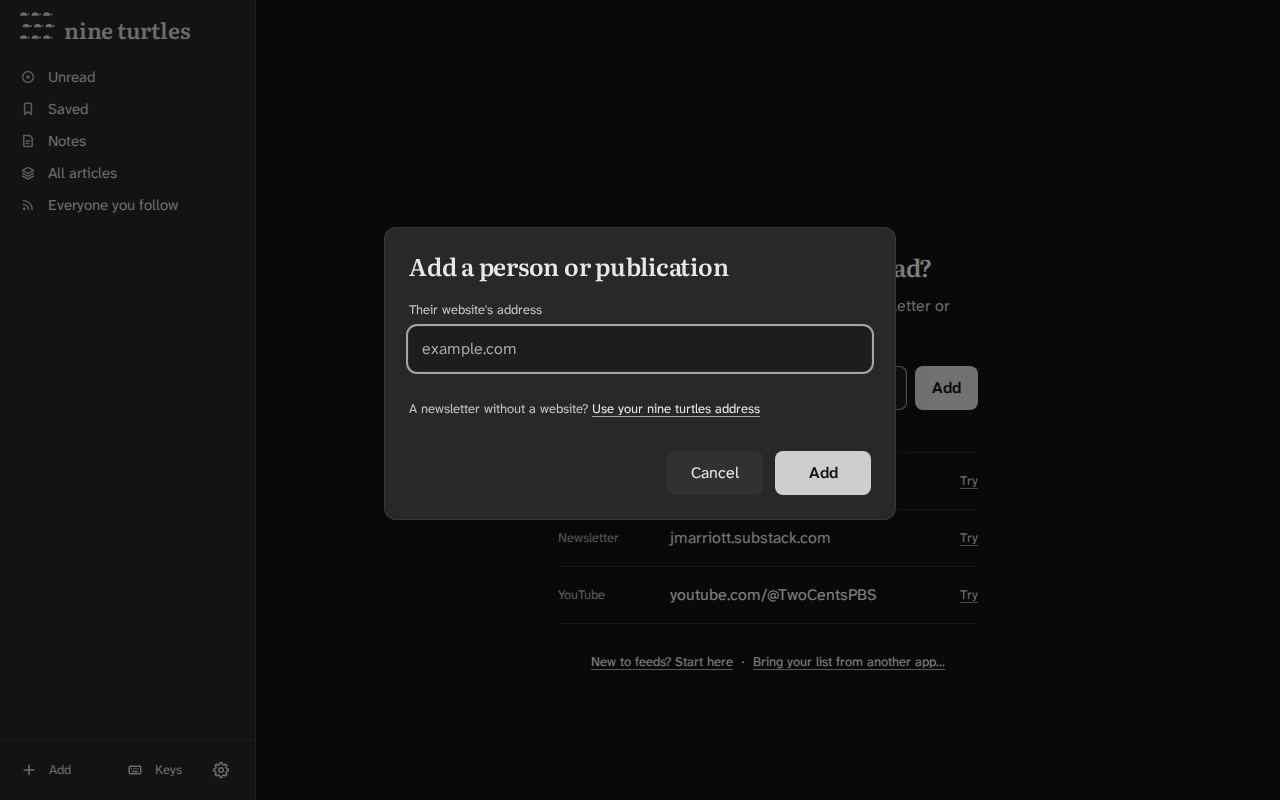 nine turtles
Unread
Saved
Notes
All articles
Everyone you follow
Add
Keys
Add a person or publication
Their website's address
example.com
A newsletter without a website? Use your nine turtles address
Cancel
Add
or
Add
Try
Newsletter
jmarriott.substack.com
Try
YouTube
youtube.com/@TwoCentsPBS
Try
New to feeds? Start here · Bring your list from another app...